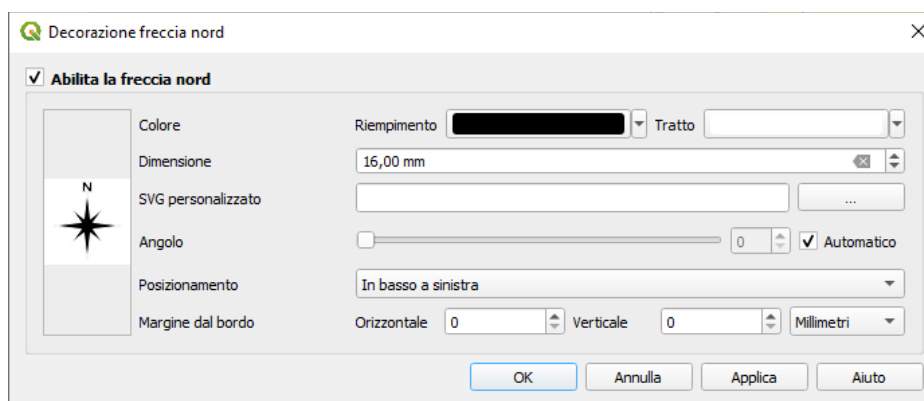 Decorazione freccia nord
Abilita la freccia nord
Colore Riempimento Tratto
Dimensione 16,00 mm
N
SVG personalizzato ...
Angolo 0 Automatico
Posizionamento In basso a sinistra
Margine dal bordo Orizzontale 0 Verticale 0 Millimetri
OK Annulla Applica Aiuto